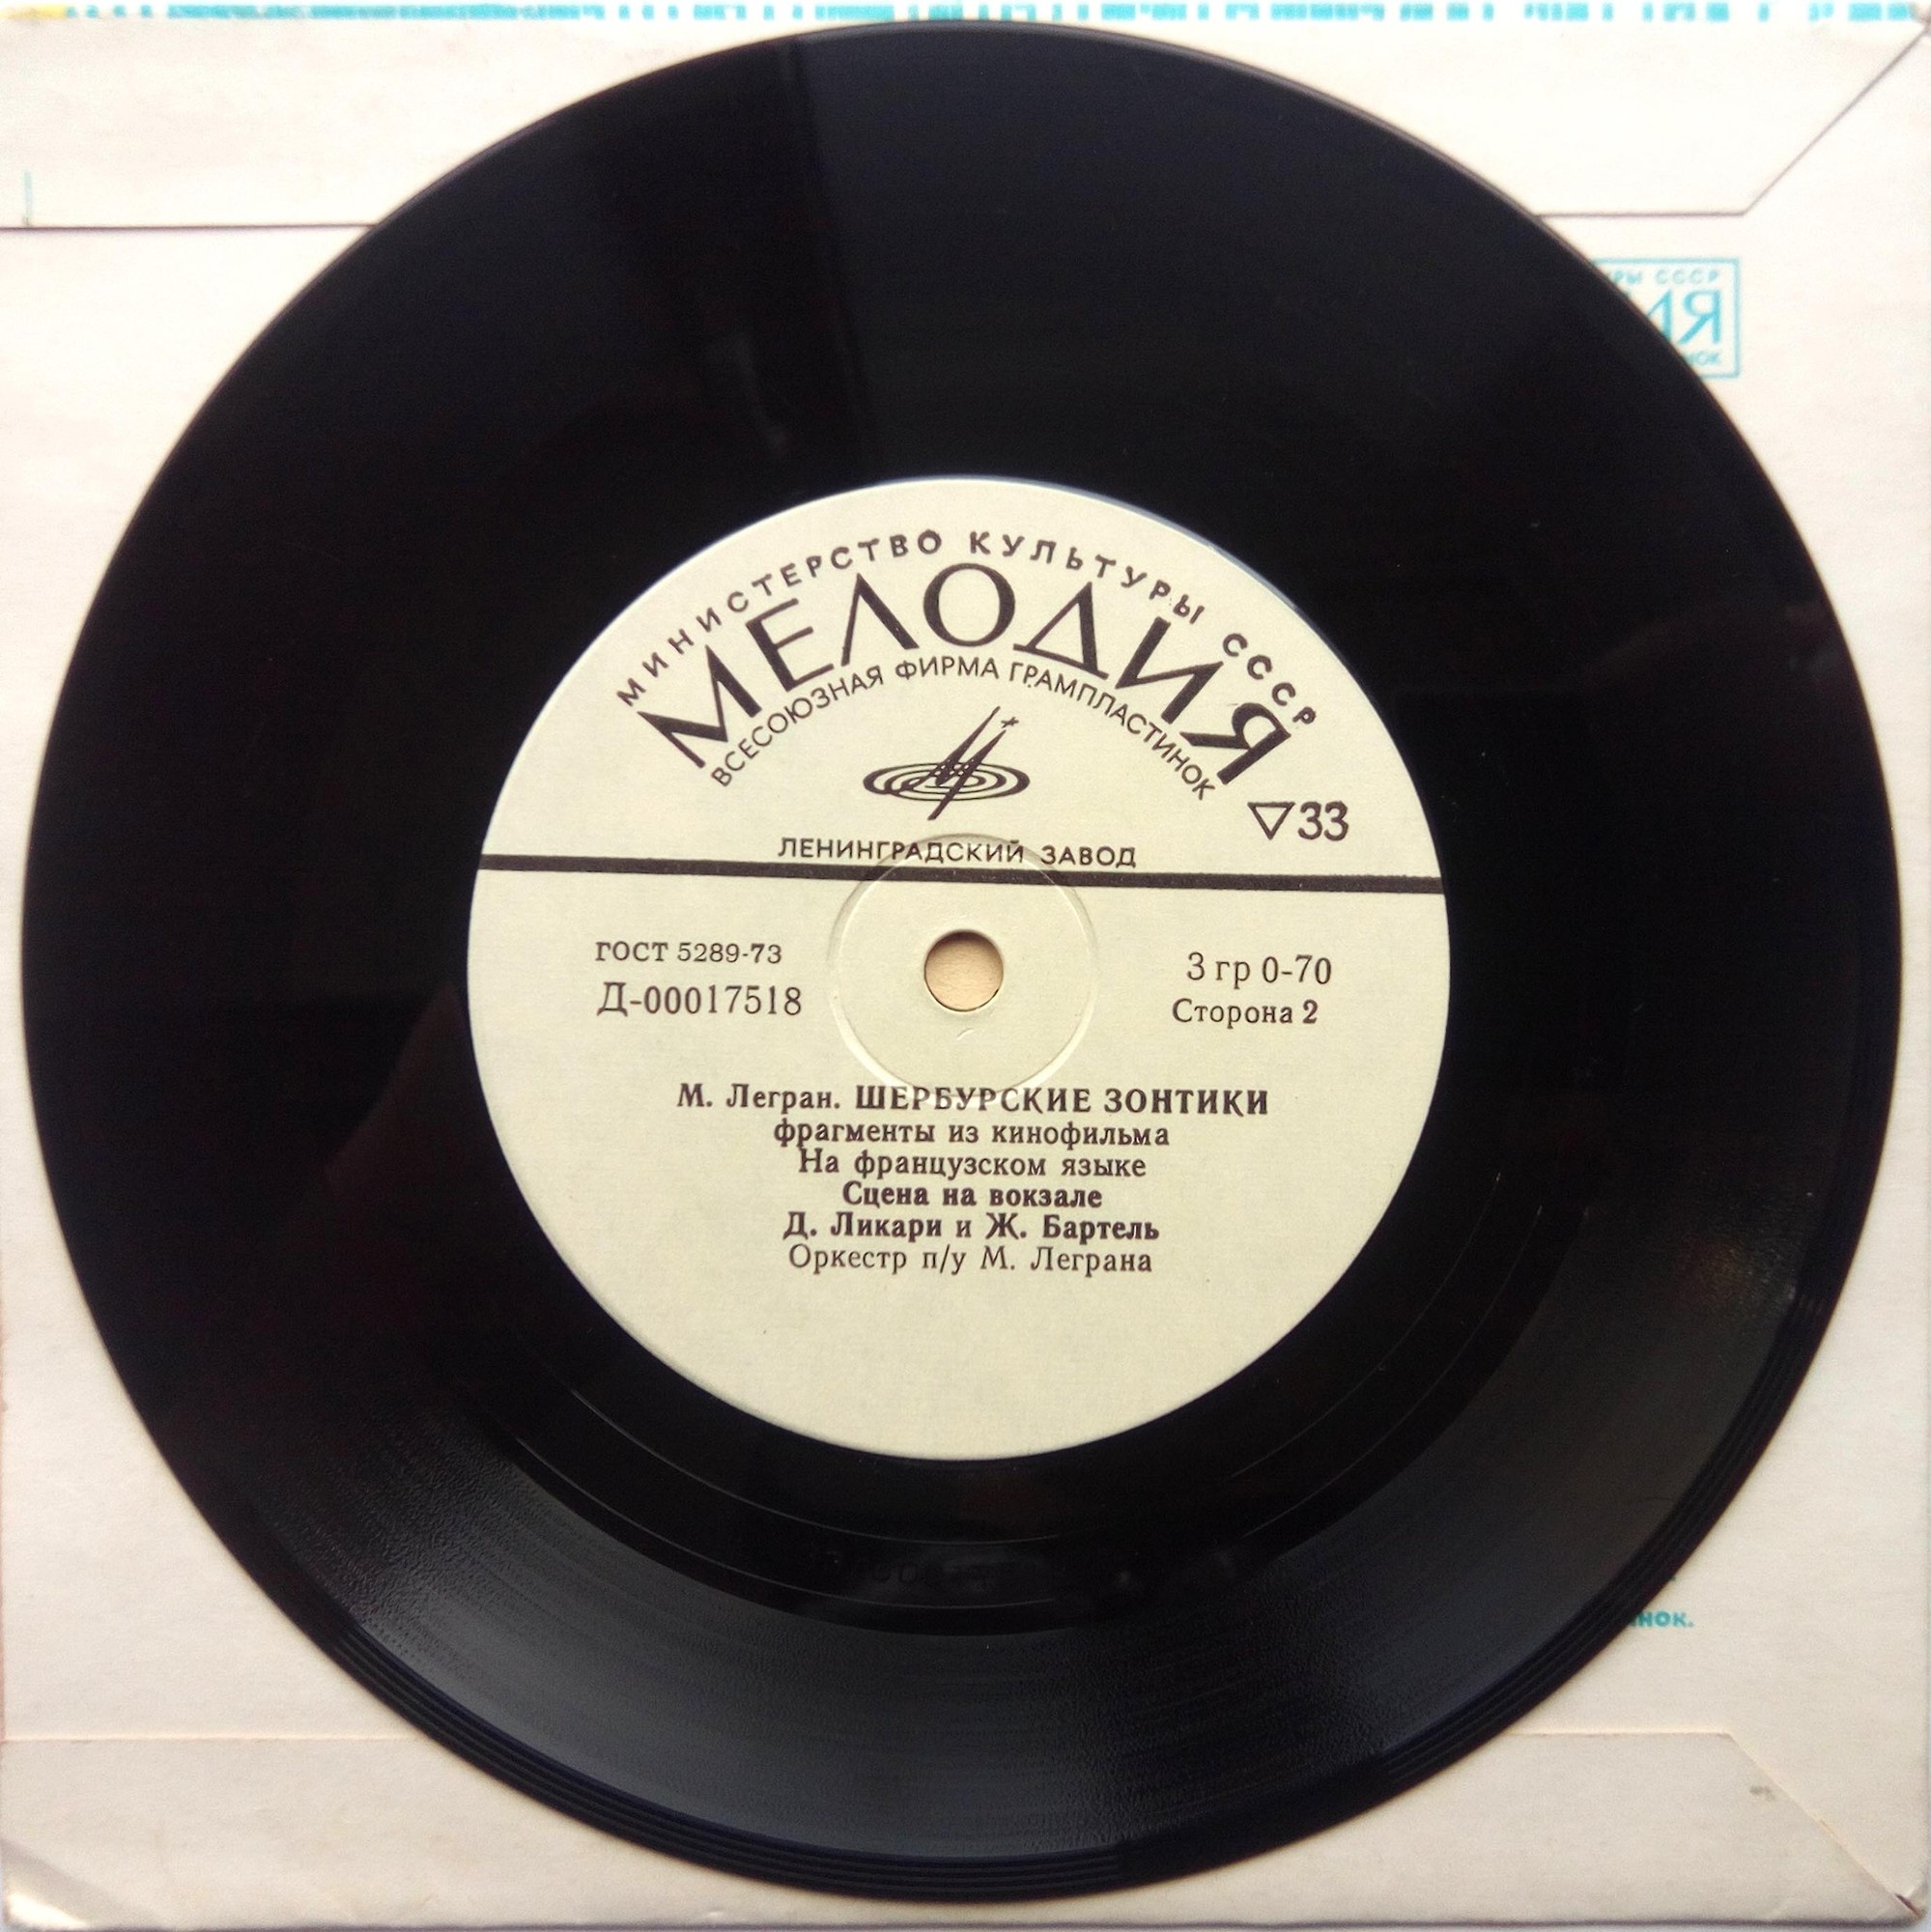 МИНИСТЕРСТВО КУЛЬТУРЫ СССР
МЕЛОДИЯ
ВСЕСОЮЗНАЯ ФИРМА ГРАМПЛАСТИНОК
▽33
ЛЕНИНГРАДСКИЙ ЗАВОД
ГОСТ 5289-73
Д-00017518
3 гр 0-70
Сторона 2
М. Легран. ШЕРБУРСКИЕ ЗОНТИКИ
фрагменты из кинофильма
На французском языке
Сцена на вокзале
Д. Ликари и Ж. Бартель
Оркестр п/у М. Леграна
СССР